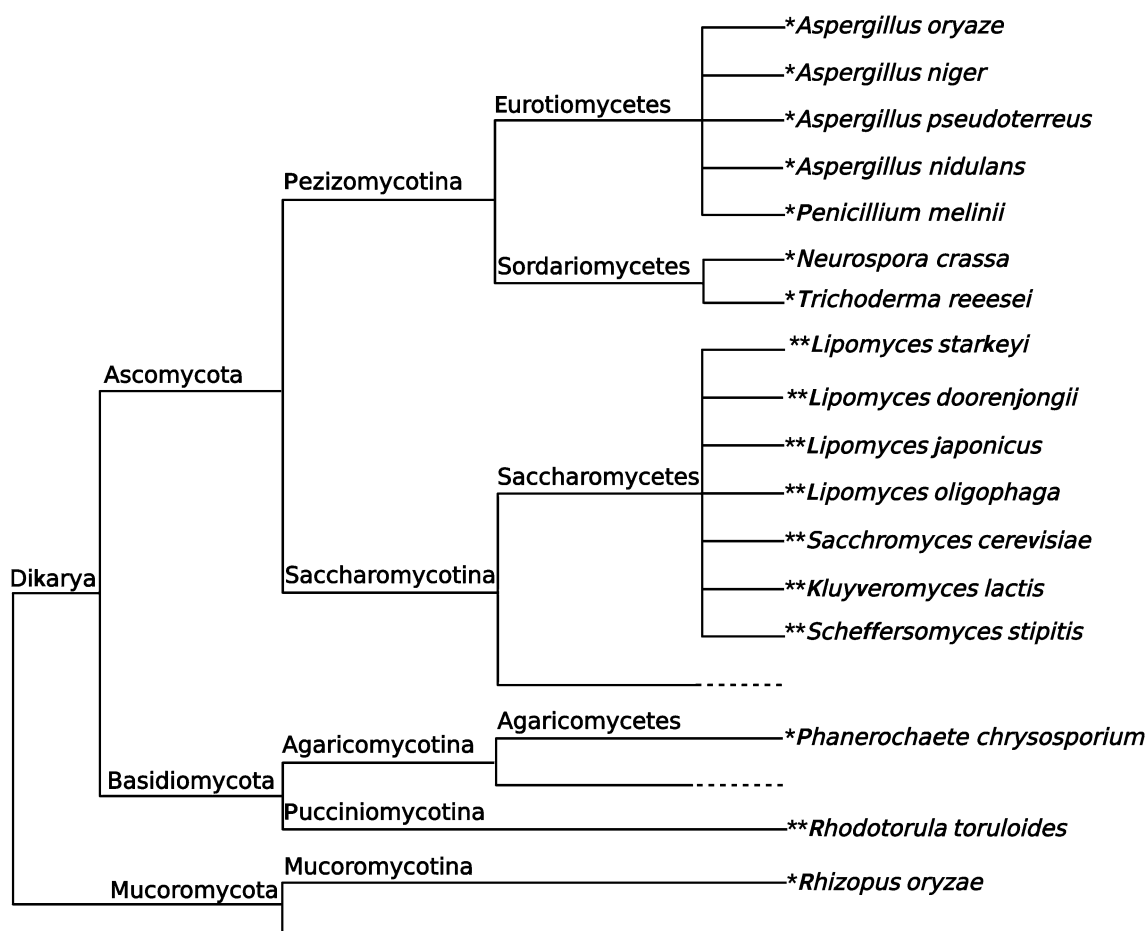 *Aspergillus oryaze
*Aspergillus niger
Eurotiomycetes
*Aspergillus pseudoterreus
*Aspergillus nidulans
Pezizomycotina
*Penicillium melinii
*Neurospora crassa
Sordariomycetes
*Trichoderma reeesei
**Lipomyces starkeyi
Ascomycota
**Lipomyces doorenjongii
**Lipomyces japonicus
Saccharomycetes
**Lipomyces oligophaga
**Sacchromyces cerevisiae
Dikarya
Saccharomycotina
**Kluyveromyces lactis
**Scheffersomyces stipitis
Agaricomycetes
*Phanerochaete chrysosporium
Agaricomycotina
Basidiomycota
Pucciniomycotina
**Rhodotorula toruloides
Mucoromycotina
*Rhizopus oryzae
Mucoromycota